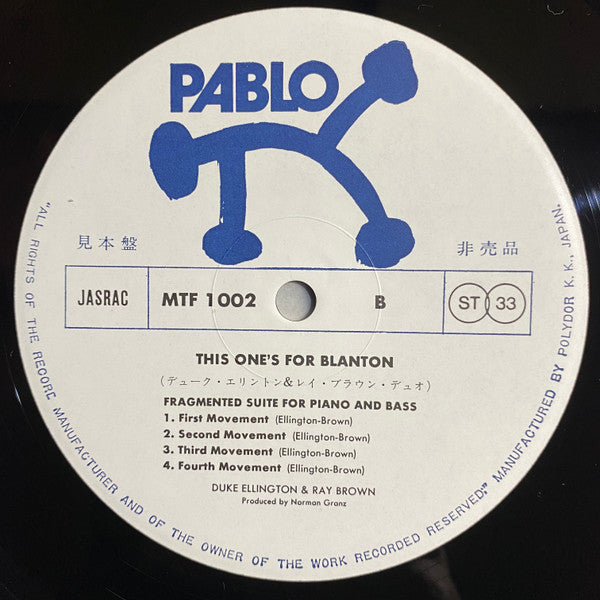 PABLO
見本盤
非売品
JASRAC
MTF 1002
B
ST 33
THIS ONE'S FOR BLANTON
(デューク・エリントン&レイ・ブラウン・デュオ)
FRAGMENTED SUITE FOR PIANO AND BASS
1. First Movement (Ellington-Brown)
2. Second Movement (Ellington-Brown)
3. Third Movement (Ellington-Brown)
4. Fourth Movement (Ellington-Brown)
DUKE ELLINGTON & RAY BROWN
Produced by Norman Granz
"ALL RIGHTS OF THE RECORD MANUFACTURER AND OF THE OWNER OF THE WORK RECORDED RESERVED:" MANUFACTURED BY POLYDOR K.K., JAPAN.